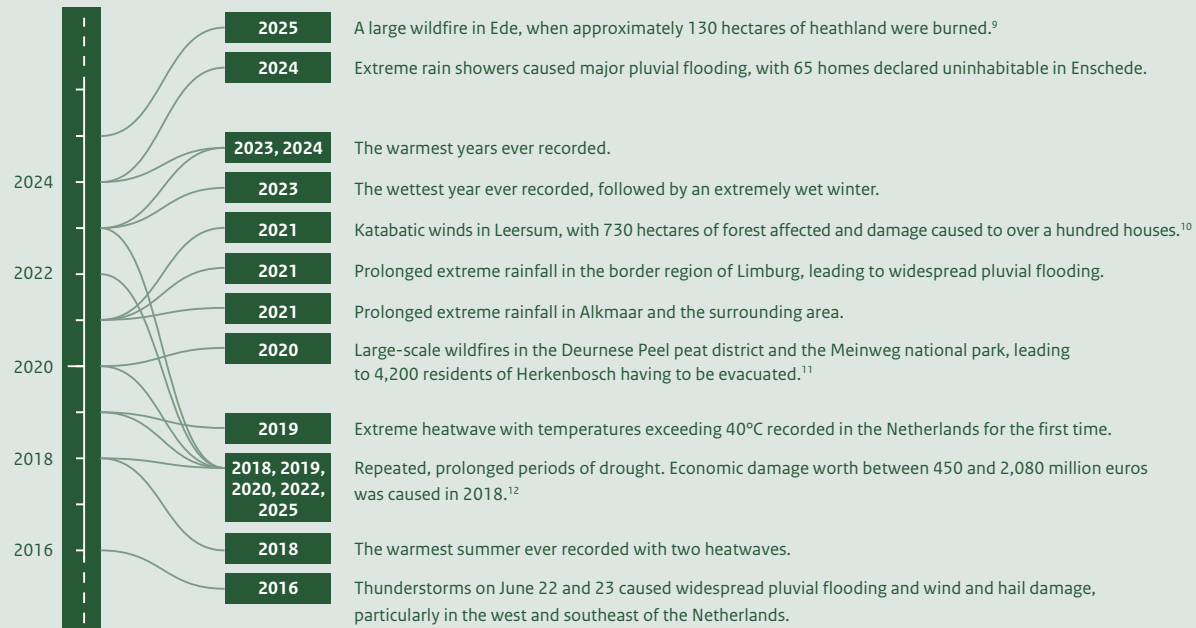 2025
A large wildfire in Ede, when approximately 130 hectares of heathland were burned.⁹
2024
Extreme rain showers caused major pluvial flooding, with 65 homes declared uninhabitable in Enschede.
2023, 2024
The warmest years ever recorded.
2024
2023
The wettest year ever recorded, followed by an extremely wet winter.
2021
Katabatic winds in Leersum, with 730 hectares of forest affected and damage caused to over a hundred houses.¹⁰
2022
2021
Prolonged extreme rainfall in the border region of Limburg, leading to widespread pluvial flooding.
2021
Prolonged extreme rainfall in Alkmaar and the surrounding area.
2020
2020
Large-scale wildfires in the Deurnese Peel peat district and the Meinweg national park, leading
to 4,200 residents of Herkenbosch having to be evacuated.¹¹
2019
Extreme heatwave with temperatures exceeding 40°C recorded in the Netherlands for the first time.
2018
2018, 2019,
2020, 2022,
2025
Repeated, prolonged periods of drought. Economic damage worth between 450 and 2,080 million euros
was caused in 2018.¹²
2016
2018
The warmest summer ever recorded with two heatwaves.
2016
Thunderstorms on June 22 and 23 caused widespread pluvial flooding and wind and hail damage,
particularly in the west and southeast of the Netherlands.